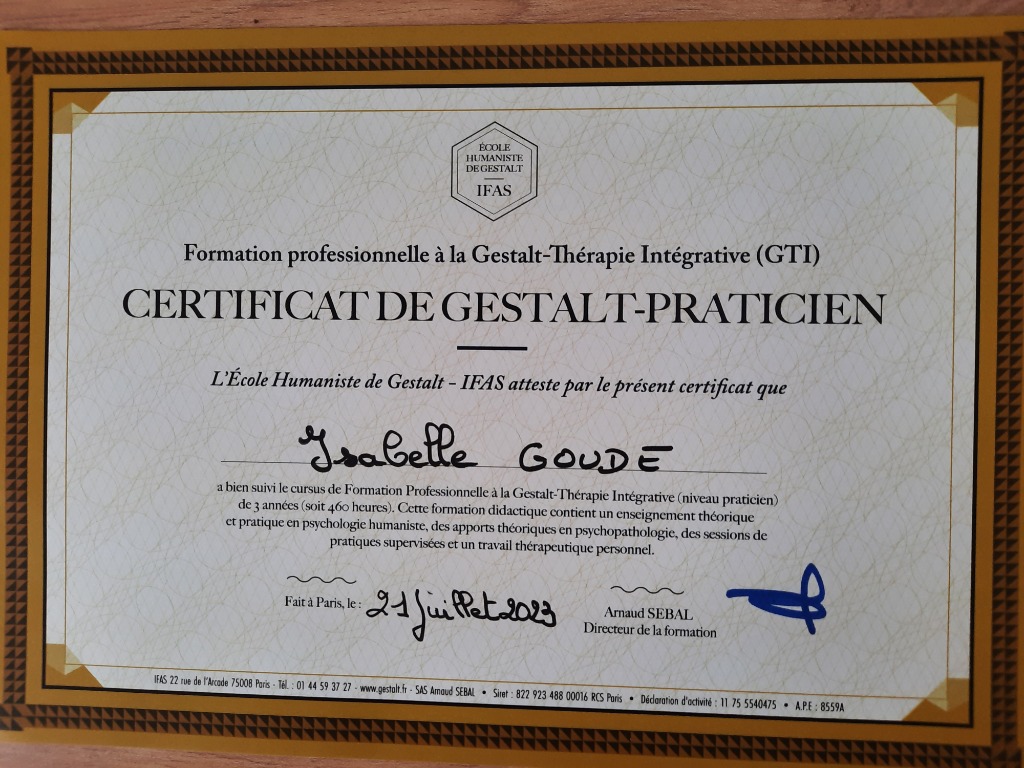 ÉCOLE
HUMANISTE
DE GESTALT
IFAS
Formation professionnelle à la Gestalt-Thérapie Intégrative (GTI)
CERTIFICAT DE GESTALT-PRATICIEN
L'École Humaniste de Gestalt - IFAS atteste par le présent certificat que
Isabelle GOUDE
a bien suivi le cursus de Formation Professionnelle à la Gestalt-Thérapie Intégrative (niveau praticien)
de 3 années (soit 460 heures). Cette formation didactique contient un enseignement théorique
et pratique en psychologie humaniste, des apports théoriques en psychopathologie, des sessions de
pratiques supervisées et un travail thérapeutique personnel.
Fait à Paris, le : 21 juillet 2023
Arnaud SEBAL
Directeur de la formation
IFAS 22 rue de l'Arcade 75008 Paris - Tél. : 01 44 59 37 27 - www.gestalt.fr - SAS Arnaud SEBAL • Siret : 822 923 488 00016 RCS Paris • Déclaration d'activité : 11 75 5540475 • A.P.E : 8559A